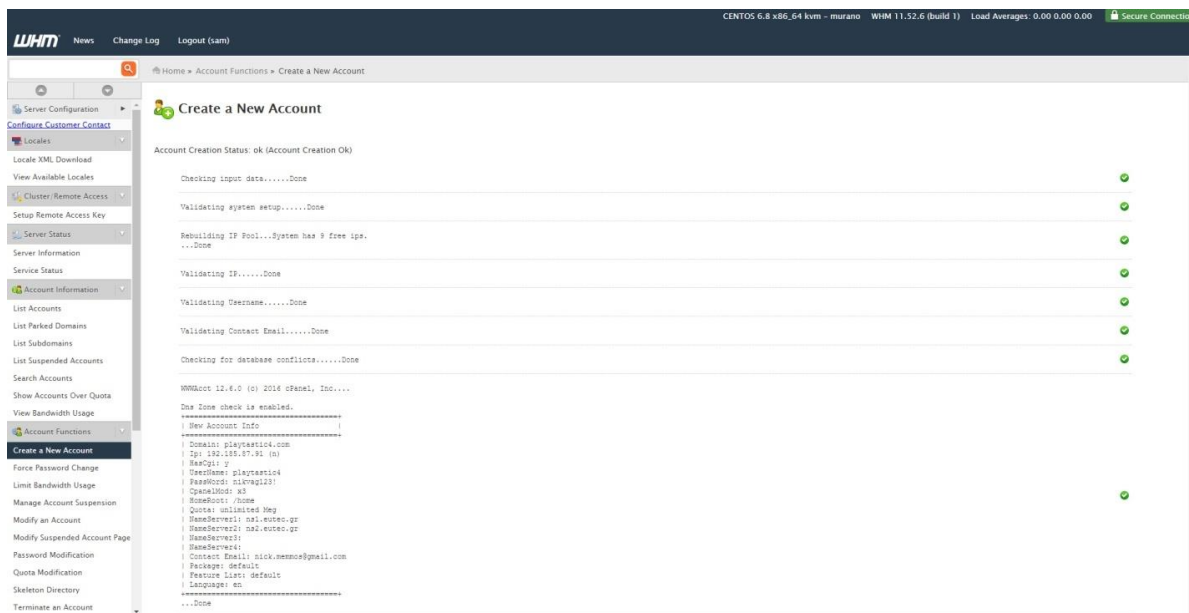 CENTOS 6.8 x86_64 kvm – murano WHM 11.52.6 (build 1) Load Averages: 0.00 0.00 0.00 Secure Connectio
WHM News Change Log Logout (sam)
Home » Account Functions » Create a New Account
Server Configuration
Configure Customer Contact
Locales
Locale XML Download
View Available Locales
Cluster/Remote Access
Setup Remote Access Key
Server Status
Server Information
Service Status
Account Information
List Accounts
List Parked Domains
List Subdomains
List Suspended Accounts
Search Accounts
Show Accounts Over Quota
View Bandwidth Usage
Account Functions
Create a New Account
Force Password Change
Limit Bandwidth Usage
Manage Account Suspension
Modify an Account
Modify Suspended Account Page
Password Modification
Quota Modification
Skeleton Directory
Terminate an Account
Create a New Account
Account Creation Status: ok (Account Creation Ok)
Checking input data......Done
Validating system setup......Done
Rebuilding IP Pool...System has 9 free ips.
...Done
Validating IP......Done
Validating Username......Done
Validating Contact Email......Done
Checking for database conflicts......Done
WWWAcct 12.6.0 (c) 2016 cPanel, Inc....
Dns Zone check is enabled.
+===================================+
| New Account Info |
+===================================+
| Domain: playtastic4.com
| Ip: 192.185.87.91 (n)
| HasCgi: y
| UserName: playtastic4
| PassWord: nikvag123!
| CpanelMod: x3
| HomeRoot: /home
| Quota: unlimited Meg
| NameServer1: ns1.euteo.gr
| NameServer2: ns2.euteo.gr
| NameServer3:
| NameServer4:
| Contact Email: nick.memmos@gmail.com
| Package: default
| Feature List: default
| Language: en
+===================================+
...Done